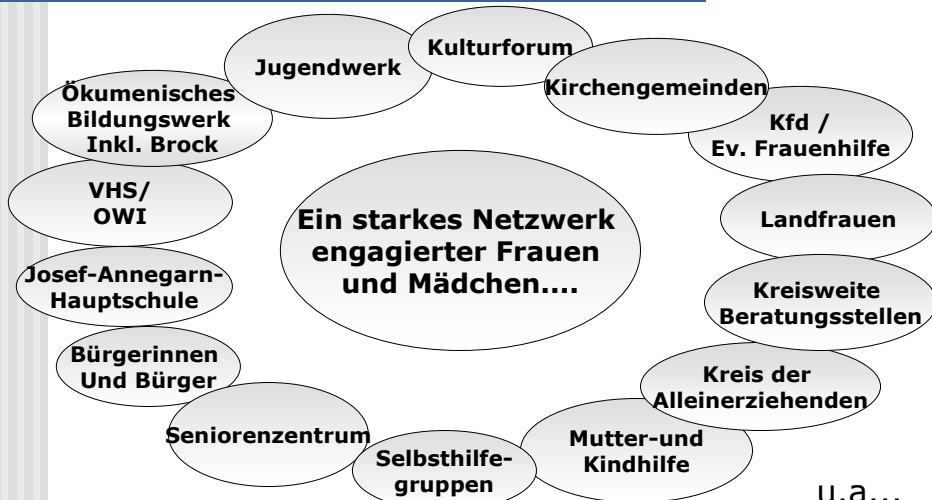 Kulturforum
Jugendwerk
Kirchengemeinden
Ökumenisches
Bildungswerk
Inkl. Brock
Kfd /
Ev. Frauenhilfe
VHS/
OWI
Landfrauen
Ein starkes Netzwerk
engagierter Frauen
und Mädchen....
Josef-Annegarn-
Hauptschule
Kreisweite
Beratungsstellen
Bürgerinnen
Und Bürger
Kreis der
Alleinerziehenden
Seniorenzentrum
Selbsthilfe-
gruppen
Mutter-und
Kindhilfe
u.a...